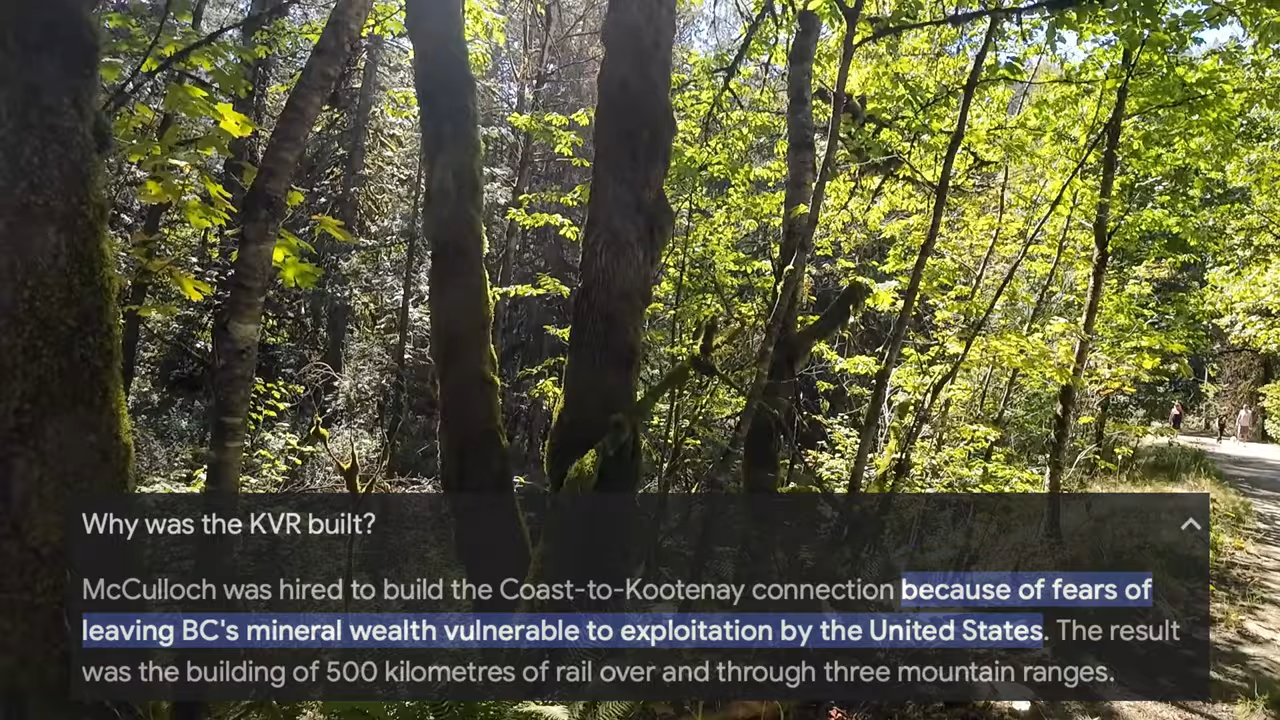 Why was the KVR built?
McCulloch was hired to build the Coast-to-Kootenay connection because of fears of
leaving BC's mineral wealth vulnerable to exploitation by the United States. The result
was the building of 500 kilometres of rail over and through three mountain ranges.